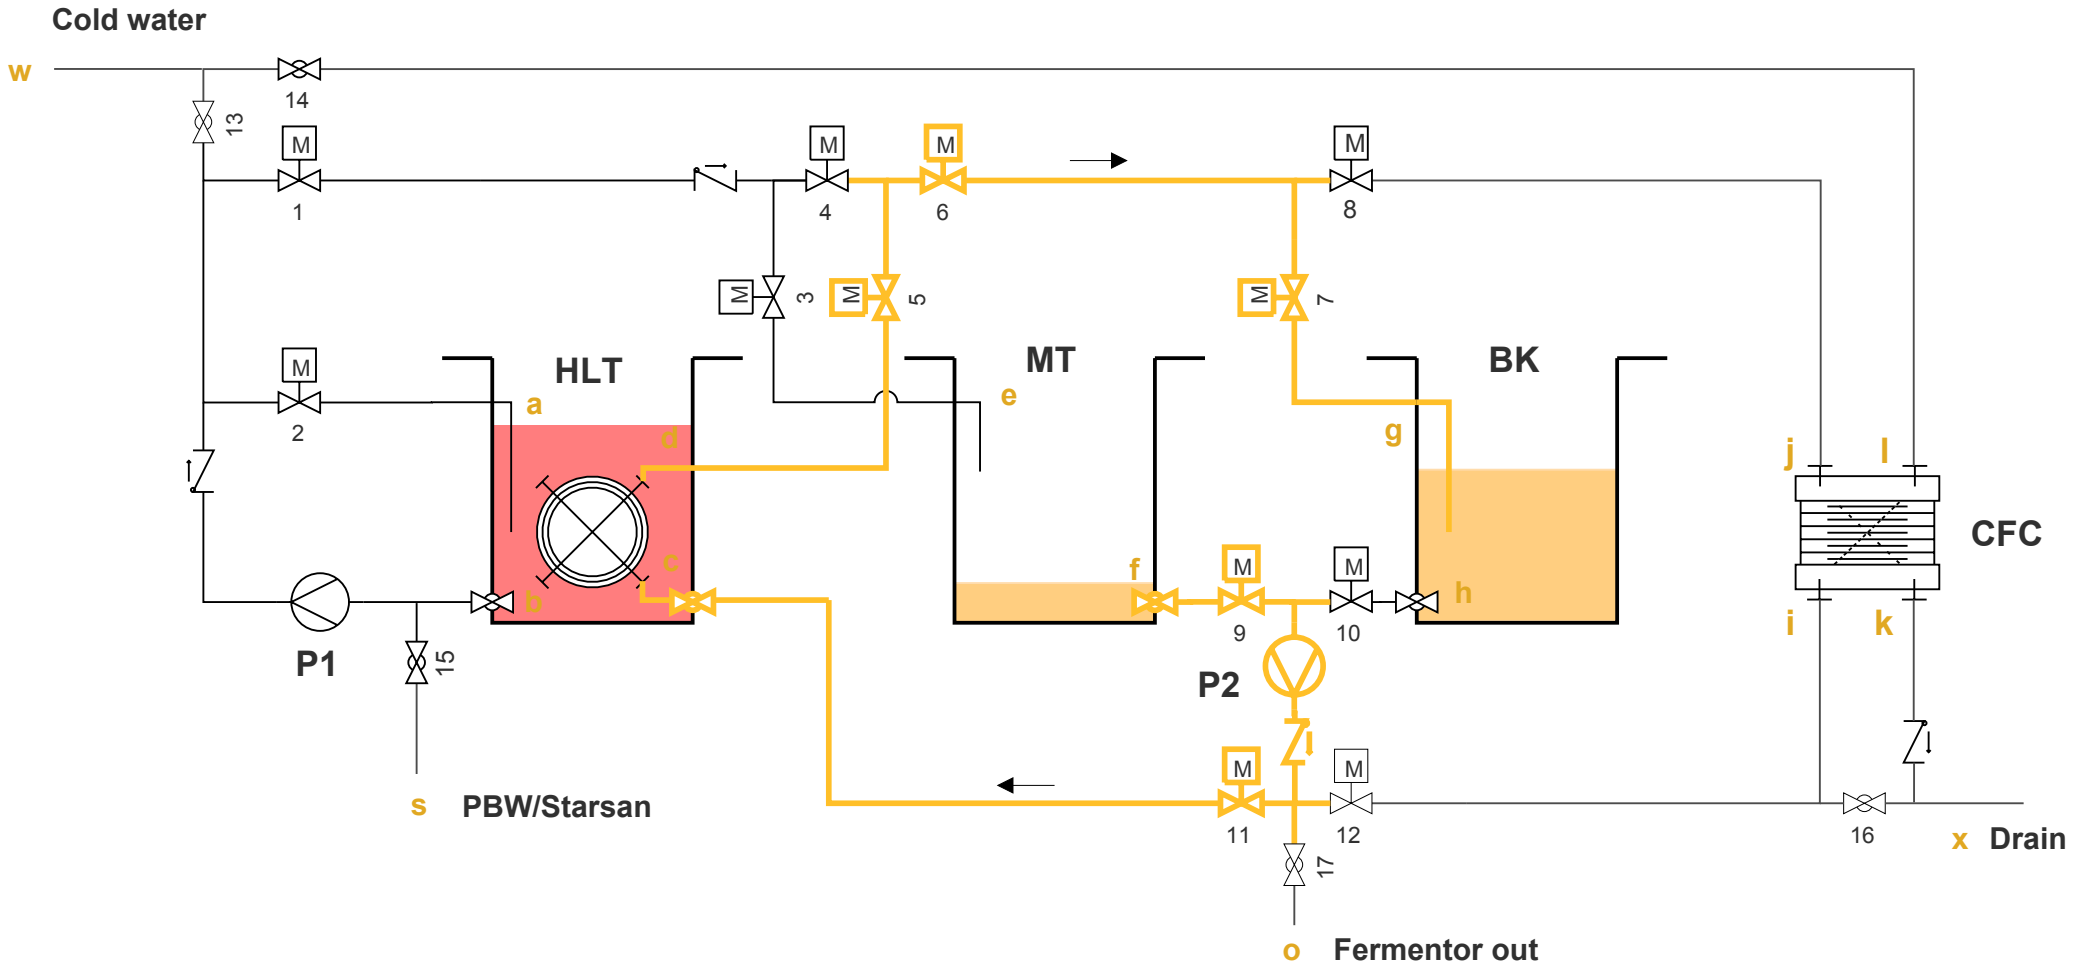 Cold water
w
14
13
M
M
M
M
1
4
6
8
M
3
M
5
M
7
M
HLT
MT
BK
a
e
2
d
g
j
l
CFC
c
f
M
M
b
h
9
10
i
k
P1
15
P2
M
M
s
PBW/Starsan
11
12
16
x
Drain
17
o
Fermentor out